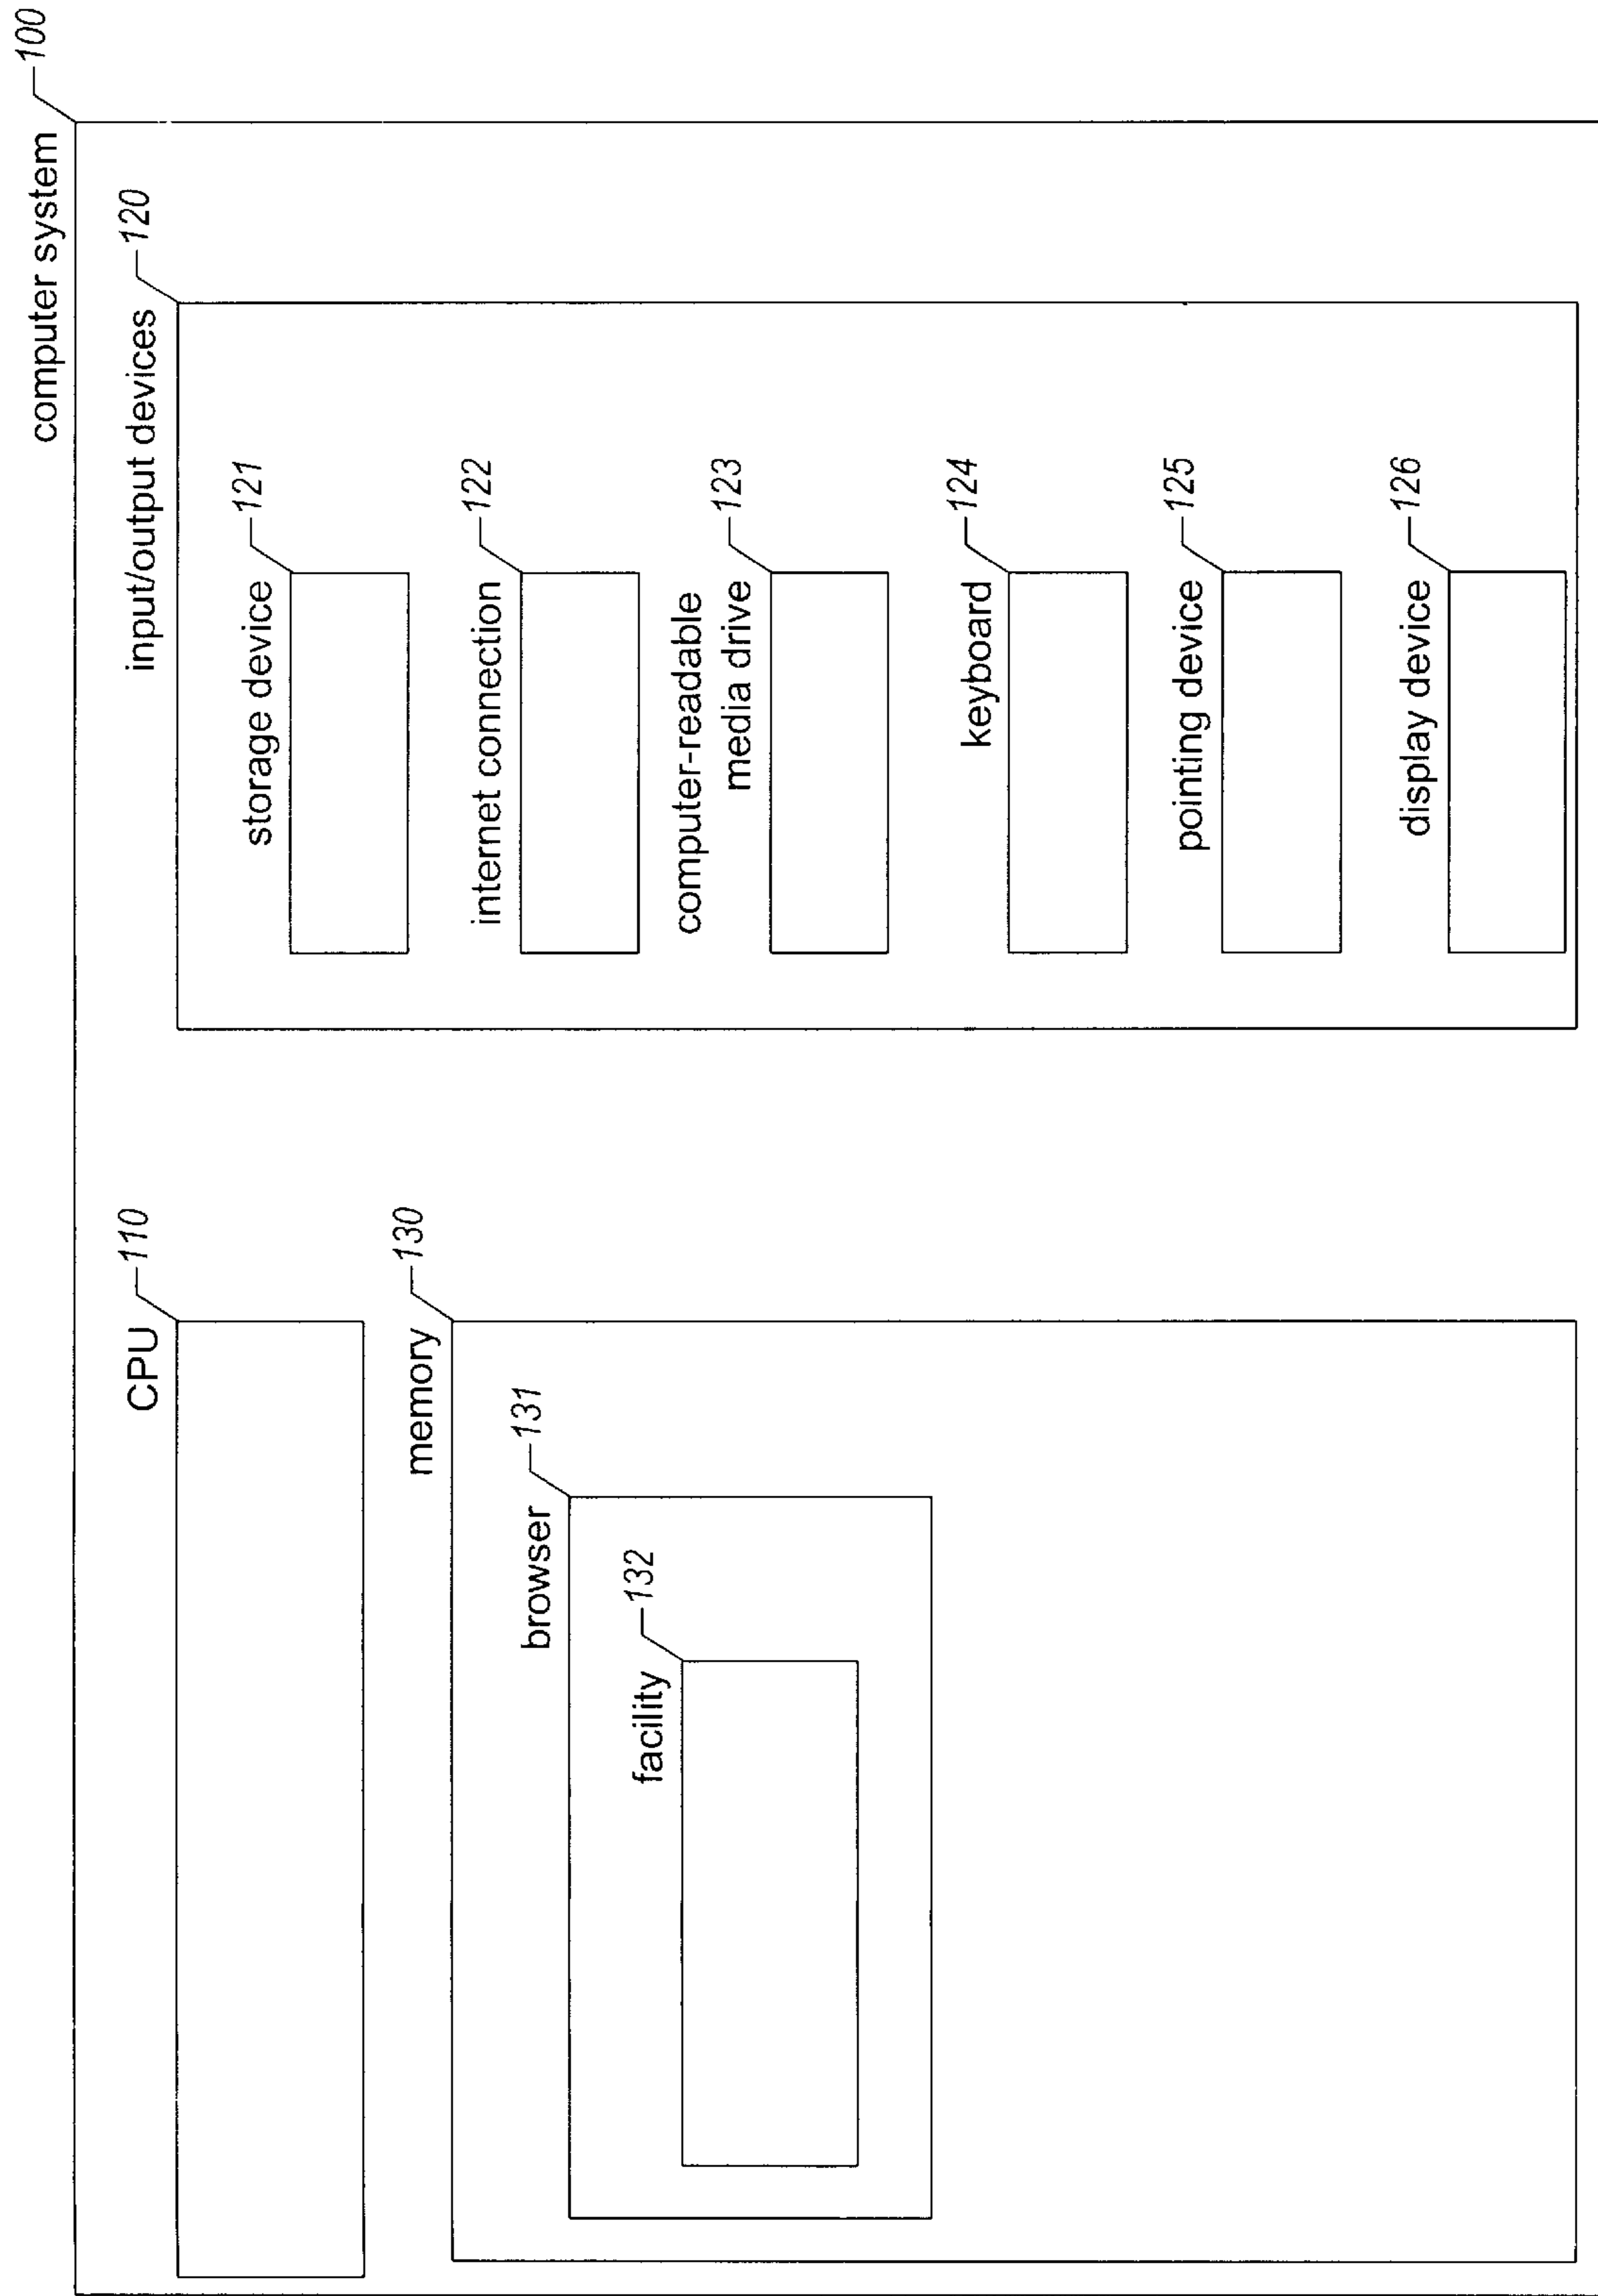 computer system
100
CPU
110
memory
130
browser
131
facility
132
input/output devices
120
storage device
121
internet connection
122
computer-readable
media drive
123
keyboard
124
pointing device
125
display device
126